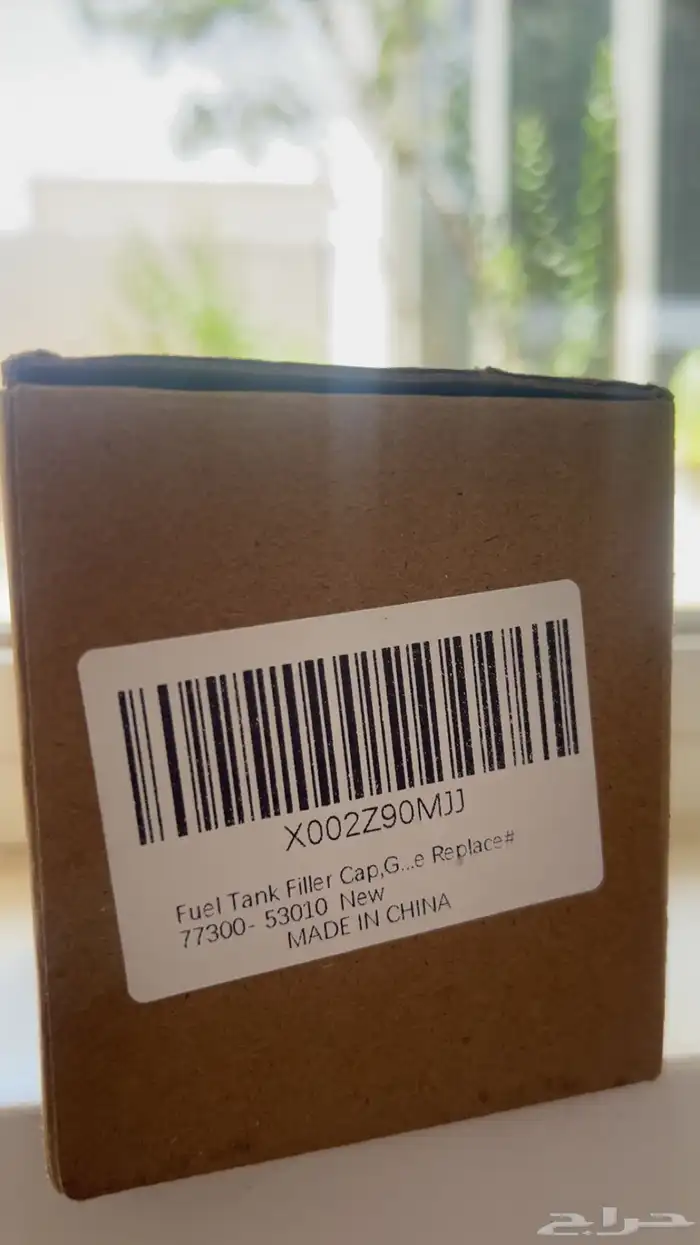 X002Z90MJJ
Fuel Tank Filler Cap,G...e Replace#
77300- 53010 New
MADE IN CHINA
حراج